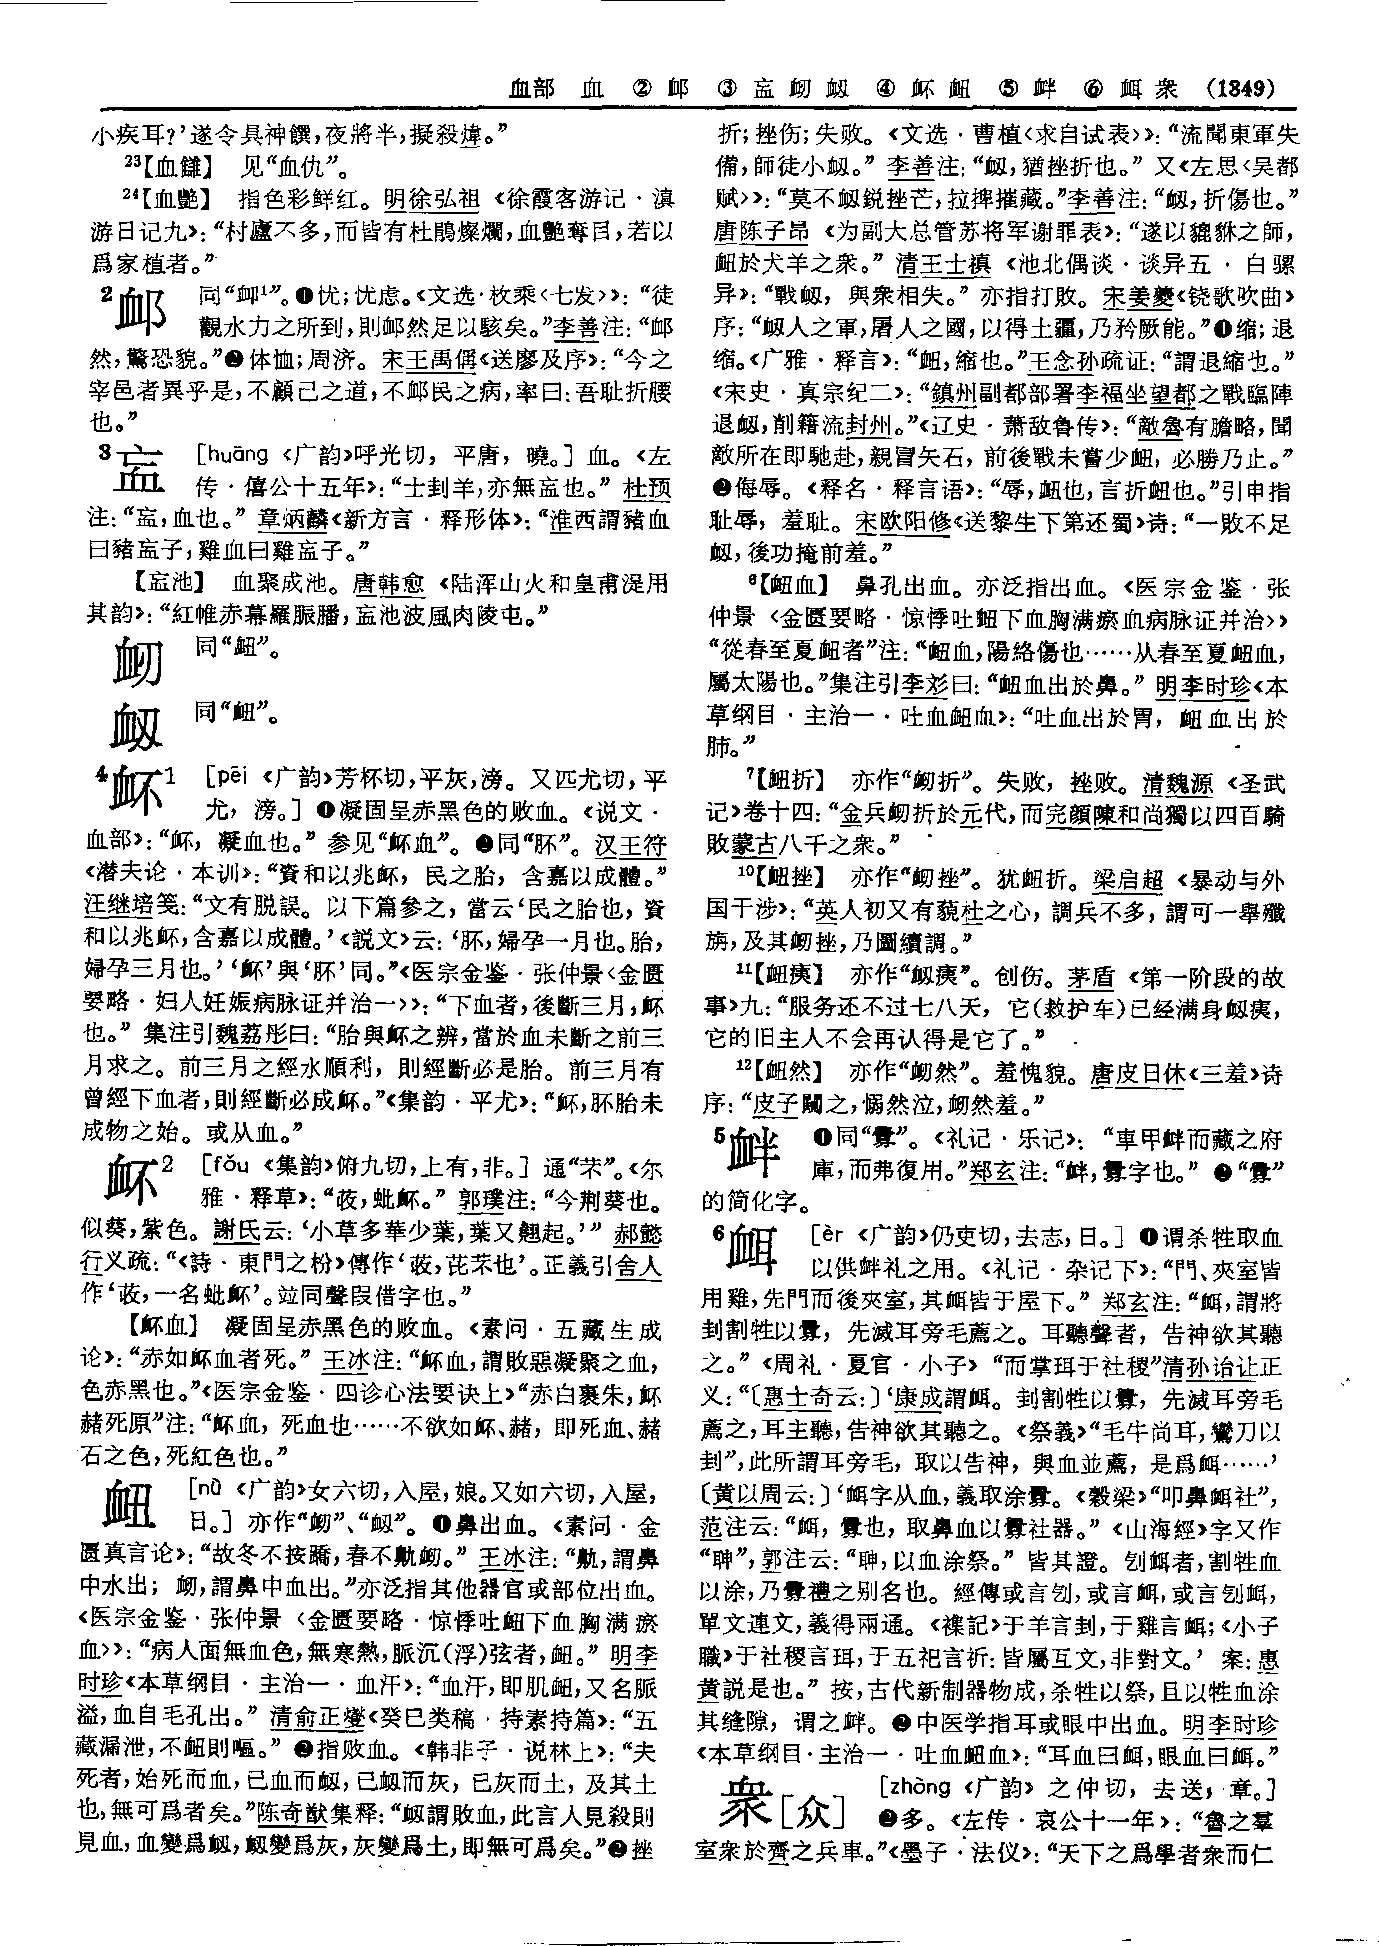 血部 血 ②卹 ③衁衂衄 ④衃衄 ⑤衅 ⑥衈衆 （1349）
小疾耳？’遂令具神饌，夜將半，擬殺煒。”
23【血讎】 见“血仇”。
24【血艷】 指色彩鲜红。明徐弘祖《徐霞客游记·滇
游日记九》：“村廬不多，而皆有杜鵑燦爛，血艷奪目，若以
爲家植者。”
2 卹 同“卹¹”。❶忧；忧虑。《文选·枚乘〈七发〉》：“徒
觀水力之所到，則卹然足以駭矣。”李善注：“卹
然，驚恐貌。”❷体恤；周济。宋王禹偁《送廖及序》：“今之
宰邑者異乎是，不顧己之道，不卹民之病，率曰：吾耻折腰
也。”
3 衁 ［huāng 《广韵》呼光切，平唐，曉。］血。《左
传·僖公十五年》：“士刲羊，亦無衁也。”杜预
注：“衁，血也。”章炳麟《新方言·释形体》：“淮西謂豬血
曰豬衁子，雞血曰雞衁子。”
【衁池】 血聚成池。唐韩愈《陆浑山火和皇甫湜用
其韵》：“紅帷赤幕羅脤膰，衁池波風肉陵屯。”
衂 同“衄”。
䘐 同“衄”。
4 衃1 ［pēi 《广韵》芳杯切，平灰，滂。又匹尤切，平
尤，滂。］❶凝固呈赤黑色的败血。《说文·
血部》：“衃，凝血也。”参见“衃血”。❷同“胚”。汉王符
《潜夫论·本训》：“資和以兆衃，民之胎，含嘉以成體。”
汪继培笺：“文有脱誤。以下篇參之，當云‘民之胎也，資
和以兆衃，含嘉以成體。’《説文》云：‘胚，婦孕一月也。胎，
婦孕三月也。’‘衃’與‘胚’同。”《医宗金鉴·张仲景〈金匮
要略·妇人妊娠病脉证并治一〉》：“下血者，後斷三月，衃
也。”集注引魏荔彤曰：“胎與衃之辨，當於血未斷之前三
月求之。前三月之經水順利，則經斷必是胎。前三月有
曾經下血者，則經斷必成衃。”《集韵·平尤》：“衃，胚胎未
成物之始。或从血。”
衃2 ［fǒu 《集韵》俯九切，上有，非。］通“芣”。《尔
雅·释草》：“荍，蚍衃。”郭璞注：“今荆葵也。
似葵，紫色。謝氏云：‘小草多華少葉，葉又翹起。’”郝懿
行义疏：“《詩·東門之枌》傳作‘荍，芘芣也’。正義引舍人
作‘荍，一名蚍衃’。竝同聲叚借字也。”
【衃血】 凝固呈赤黑色的败血。《素问·五藏生成
论》：“赤如衃血者死。”王冰注：“衃血，謂敗惡凝聚之血，
色赤黑也。”《医宗金鉴·四诊心法要诀上》“赤白裹朱，衃
赭死原”注：“衃血，死血也……不欲如衃、赭，即死血、赭
石之色，死紅色也。”
衄 ［nǜ 《广韵》女六切，入屋，娘。又如六切，入屋，
日。］亦作“衂”、“䘐”。❶鼻出血。《素问·金
匮真言论》：“故冬不按蹻，春不鼽衂。”王冰注：“鼽，謂鼻
中水出；衂，謂鼻中血出。”亦泛指其他器官或部位出血。
《医宗金鉴·张仲景〈金匮要略·惊悸吐衄下血胸满瘀
血〉》：“病人面無血色，無寒熱，脈沉（浮）弦者，衄。”明李
时珍《本草纲目·主治一·血汗》：“血汗，即肌衄，又名脈
溢，血自毛孔出。”清俞正燮《癸巳类稿·持素持篇》：“五
藏漏泄，不衄則嘔。”❷指败血。《韩非子·说林上》：“夫
死者，始死而血，已血而䘐，已䘐而灰，已灰而土，及其土
也，無可爲者矣。”陈奇猷集释：“䘐謂敗血，此言人見殺則
見血，血變爲䘐，䘐變爲灰，灰變爲土，即無可爲矣。”❷挫
折；挫伤；失败。《文选·曹植〈求自试表〉》：“流聞東軍失
備，師徒小䘐。”李善注：“䘐，猶挫折也。”又《左思〈吴都
赋〉》：“莫不䘐鋭挫芒，拉捭摧藏。”李善注：“䘐，折傷也。”
唐陈子昂《为副大总管苏将军谢罪表》：“遂以貔貅之師，
衄於犬羊之衆。”清王士禛《池北偶谈·谈异五·白骡
异》：“戰䘐，與衆相失。”亦指打败。宋姜夔《铙歌吹曲》
序：“䘐人之軍，屠人之國，以得土疆，乃矜厥能。”❶缩；退
缩。《广雅·释言》：“衄，縮也。”王念孙疏证：“謂退縮也。”
《宋史·真宗纪二》：“鎮州副都部署李福坐望都之戰臨陣
退䘐，削籍流封州。”《辽史·萧敌鲁传》：“敵魯有膽略，聞
敵所在即馳赴，親冒矢石，前後戰未嘗少衄，必勝乃止。”
❷侮辱。《释名·释言语》：“辱，衄也，言折衄也。”引申指
耻辱，羞耻。宋欧阳修《送黎生下第还蜀》诗：“一敗不足
䘐，後功掩前羞。”
6【衄血】 鼻孔出血。亦泛指出血。《医宗金鉴·张
仲景〈金匮要略·惊悸吐衄下血胸满瘀血病脉证并治〉》
“從春至夏衄者”注：“衄血，陽絡傷也……从春至夏衄血，
屬太陽也。”集注引李彣曰：“衄血出於鼻。”明李时珍《本
草纲目·主治一·吐血衄血》：“吐血出於胃，衄血出於
肺。”
7【衄折】 亦作“衂折”。失败，挫败。清魏源《圣武
记》卷十四：“金兵衂折於元代，而完顔陳和尚獨以四百騎
敗蒙古八千之衆。”
10【衄挫】 亦作“衂挫”。犹衄折。梁启超《暴动与外
国干涉》：“英人初又有藐杜之心，調兵不多，謂可一舉殲
旃，及其衂挫，乃圖續調。”
11【衄痍】 亦作“䘐痍”。创伤。茅盾《第一阶段的故
事》九：“服务还不过七八天，它（救护车）已经满身䘐痍，
它的旧主人不会再认得是它了。”
12【衄然】 亦作“衂然”。羞愧貌。唐皮日休《三羞》诗
序：“皮子闚之，惻然泣，衂然羞。”
5 衅 ❶同“釁”。《礼记·乐记》：“車甲衅而藏之府
庫，而弗復用。”郑玄注：“衅，釁字也。”❷“釁”
的简化字。
6 衈 ［èr 《广韵》仍吏切，去志，日。］❶谓杀牲取血
以供衅礼之用。《礼记·杂记下》：“門、夾室皆
用雞，先門而後夾室，其衈皆于屋下。”郑玄注：“衈，謂將
刲割牲以釁，先滅耳旁毛薦之。耳聽聲者，告神欲其聽
之。”《周礼·夏官·小子》“而掌珥于社稷”清孙诒让正
义：“〔惠士奇云：〕‘康成謂衈。刲割牲以釁，先滅耳旁毛
薦之，耳主聽，告神欲其聽之。《祭義》“毛牛尚耳，鸞刀以
刲”，此所謂耳旁毛，取以告神，與血並薦，是爲衈……’
〔黄以周云：〕‘衈字从血，義取涂釁。《穀梁》“叩鼻衈社”，
范注云：“衈，釁也，取鼻血以釁社器。”《山海經》字又作
“𦖞”，郭注云：“𦖞，以血涂祭。”皆其證。刉衈者，割牲血
以涂，乃釁禮之别名也。經傳或言刉，或言衈，或言刉衈，
單文連文，義得兩通。《襍記》于羊言刲，于雞言衈；《小子
職》于社稷言珥，于五祀言祈：皆屬互文，非對文。’案：惠
黄説是也。”按，古代新制器物成，杀牲以祭，且以牲血涂
其缝隙，谓之衅。❷中医学指耳或眼中出血。明李时珍
《本草纲目·主治一·吐血衄血》：“耳血曰衈，眼血曰衈。”
衆［众］ ［zhòng 《广韵》之仲切，去送，章。］
❷多。《左传·哀公十一年》：“魯之羣
室衆於齊之兵車。”《墨子·法仪》：“天下之爲學者衆而仁